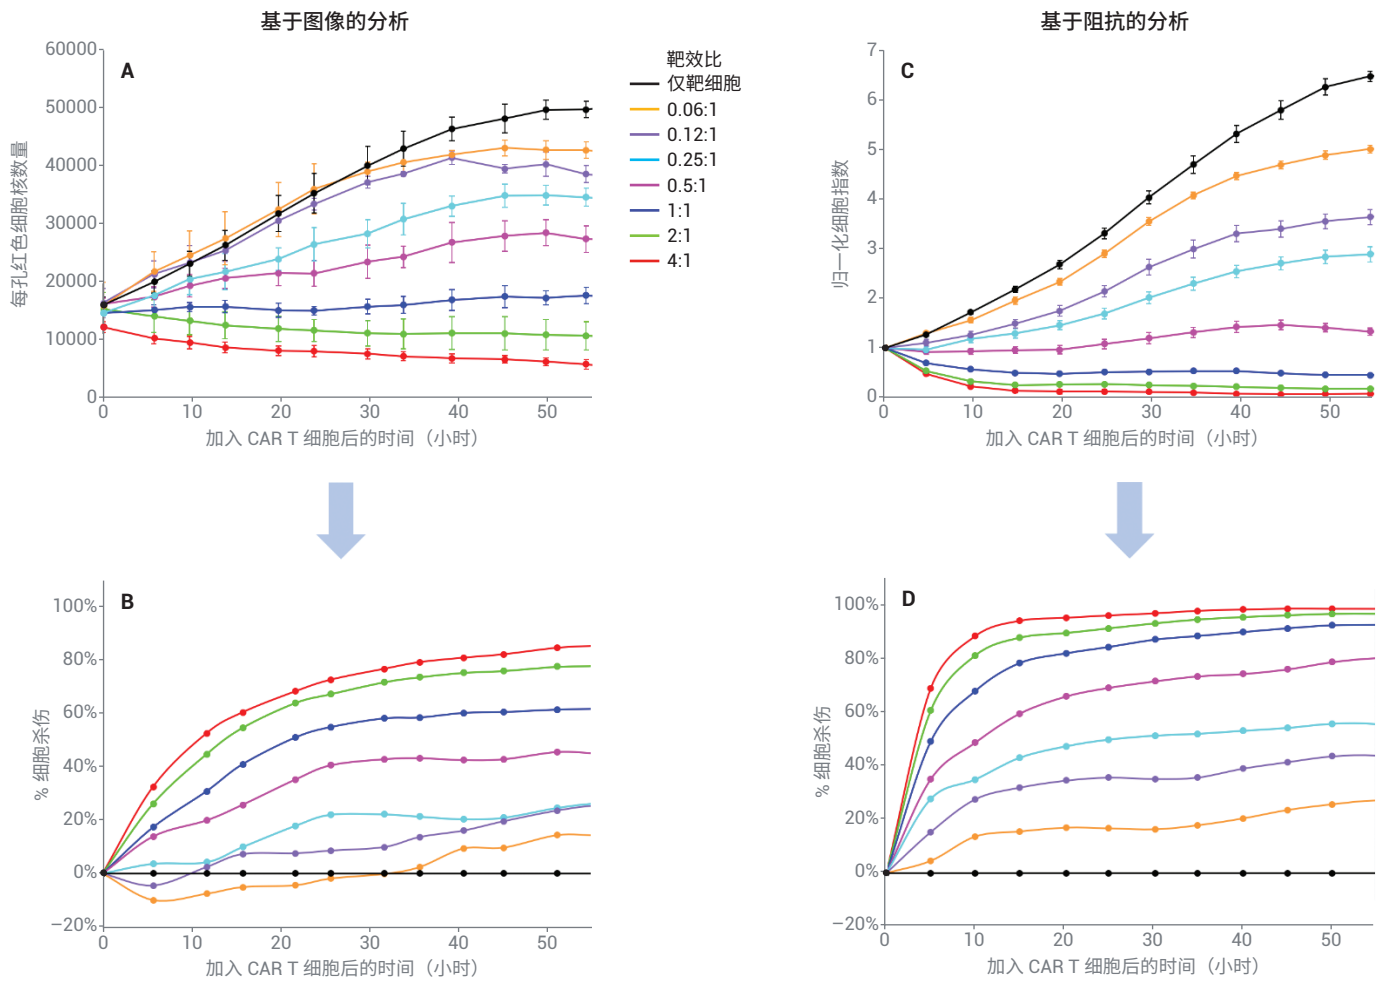 基于图像的分析
A
每孔红色细胞核数量
60000
50000
40000
30000
20000
10000
0
0 10 20 30 40 50
加入 CAR T 细胞后的时间（小时）
靶效比
仅靶细胞
0.06:1
0.12:1
0.25:1
0.5:1
1:1
2:1
4:1
基于阻抗的分析
C
归一化细胞指数
7
6
5
4
3
2
1
0
0 10 20 30 40 50
加入 CAR T 细胞后的时间（小时）
B
% 细胞杀伤
100%
80%
60%
40%
20%
0%
−20%
0 10 20 30 40 50
加入 CAR T 细胞后的时间（小时）
D
% 细胞杀伤
100%
80%
60%
40%
20%
0%
−20%
0 10 20 30 40 50
加入 CAR T 细胞后的时间（小时）